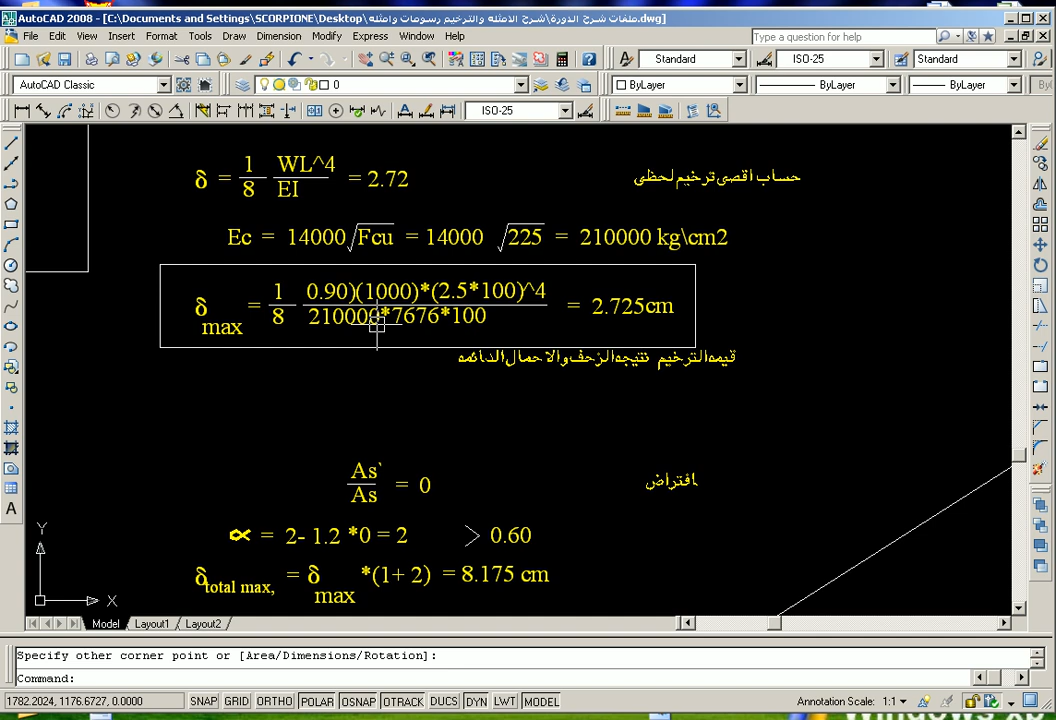 AutoCAD 2008 - [C:\Documents and Settings\SCORPIONE\Desktop\ملفات شرح الدورة\شرح الامثله والترخيم رسومات وامثله.dwg]
File Edit View Insert Format Tools Draw Dimension Modify Express Window Help
Type a question for help
Standard ISO-25 Standard
AutoCAD Classic 0 ByLayer ByLayer ByLayer
ISO-25
δ = 1/8 WL^4/EI = 2.72 حساب اقصى ترخيم لحظى
Ec = 14000 √Fcu = 14000 √225 = 210000 kg\cm2
δ max = 1/8 0.90)(1000)*(2.5*100)^4 / 210000*7676*100 = 2.725cm
قيمه الترخيم نتيجه الزحف والاحمال الدائمه
As`/As = 0 افتراض
∝ = 2- 1.2 *0 = 2 > 0.60
δ total max, = δ max *(1+ 2) = 8.175 cm
Y
X
Model Layout1 Layout2
Specify other corner point or [Area/Dimensions/Rotation]:
Command:
1782.2024, 1176.6727, 0.0000 SNAP GRID ORTHO POLAR OSNAP OTRACK DUCS DYN LWT MODEL Annotation Scale: 1:1